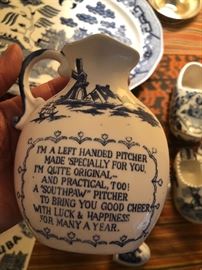 I'M A LEFT HANDED PITCHER
MADE 'SPECIALLY FOR YOU,
I'M QUITE ORIGINAL—
AND PRACTICAL, TOO!
A "SOUTHPAW" PITCHER
TO BRING YOU GOOD CHEER
WITH LUCK & HAPPINESS
FOR MANY A YEAR.
UBA